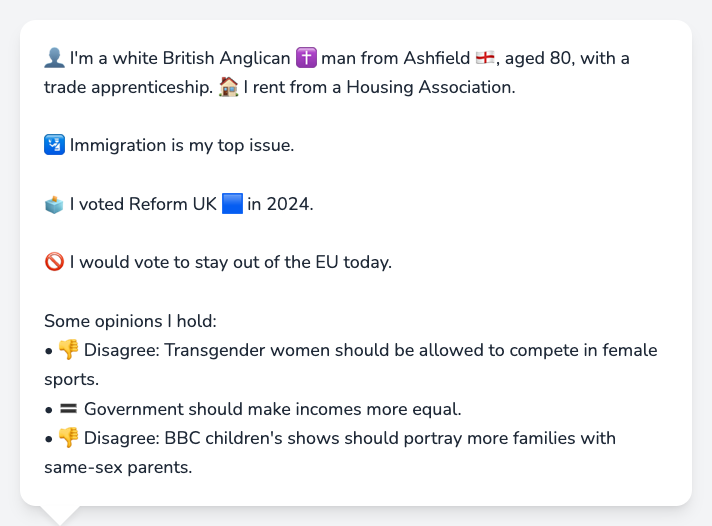 👤 I'm a white British Anglican ✝️ man from Ashfield 🏴󠁧󠁢󠁥󠁮󠁧󠁿, aged 80, with a
trade apprenticeship. 🏠 I rent from a Housing Association.
🛂 Immigration is my top issue.
🗳️ I voted Reform UK 🟦 in 2024.
🚫 I would vote to stay out of the EU today.
Some opinions I hold:
• 👎 Disagree: Transgender women should be allowed to compete in female
sports.
• 🟰 Government should make incomes more equal.
• 👎 Disagree: BBC children's shows should portray more families with
same-sex parents.